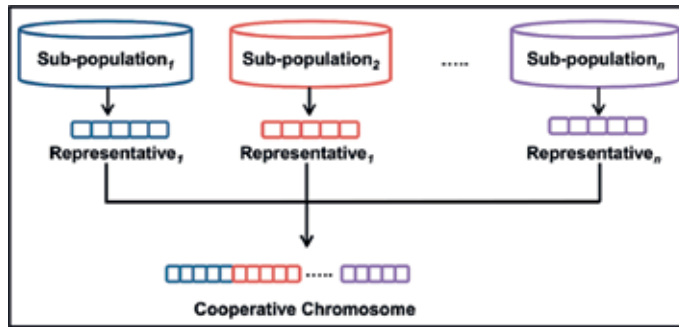 Sub-population₁ Sub-population₂ ..... Sub-populationₙ
Representative₁ Representative₁ Representativeₙ
.....
Cooperative Chromosome